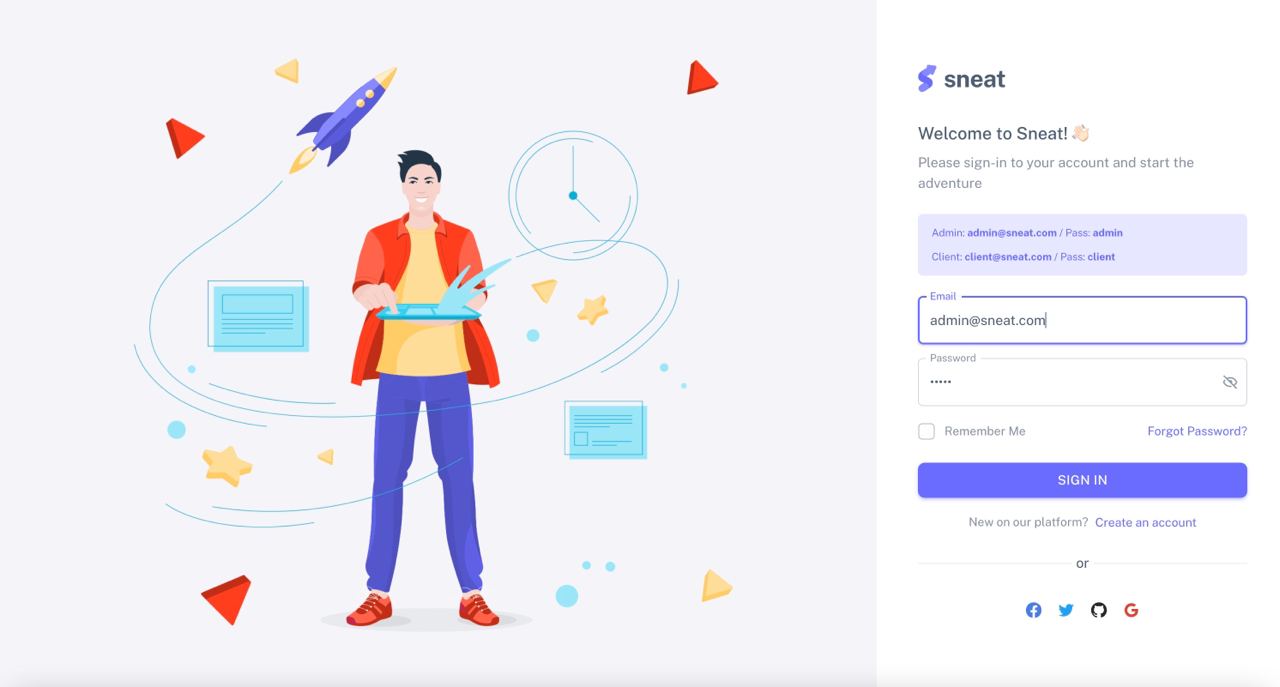 sneat
Welcome to Sneat! 👋🏻
Please sign-in to your account and start the
adventure
Admin: admin@sneat.com / Pass: admin
Client: client@sneat.com / Pass: client
Email
admin@sneat.com
Password
•••••
Remember Me
Forgot Password?
SIGN IN
New on our platform? Create an account
or